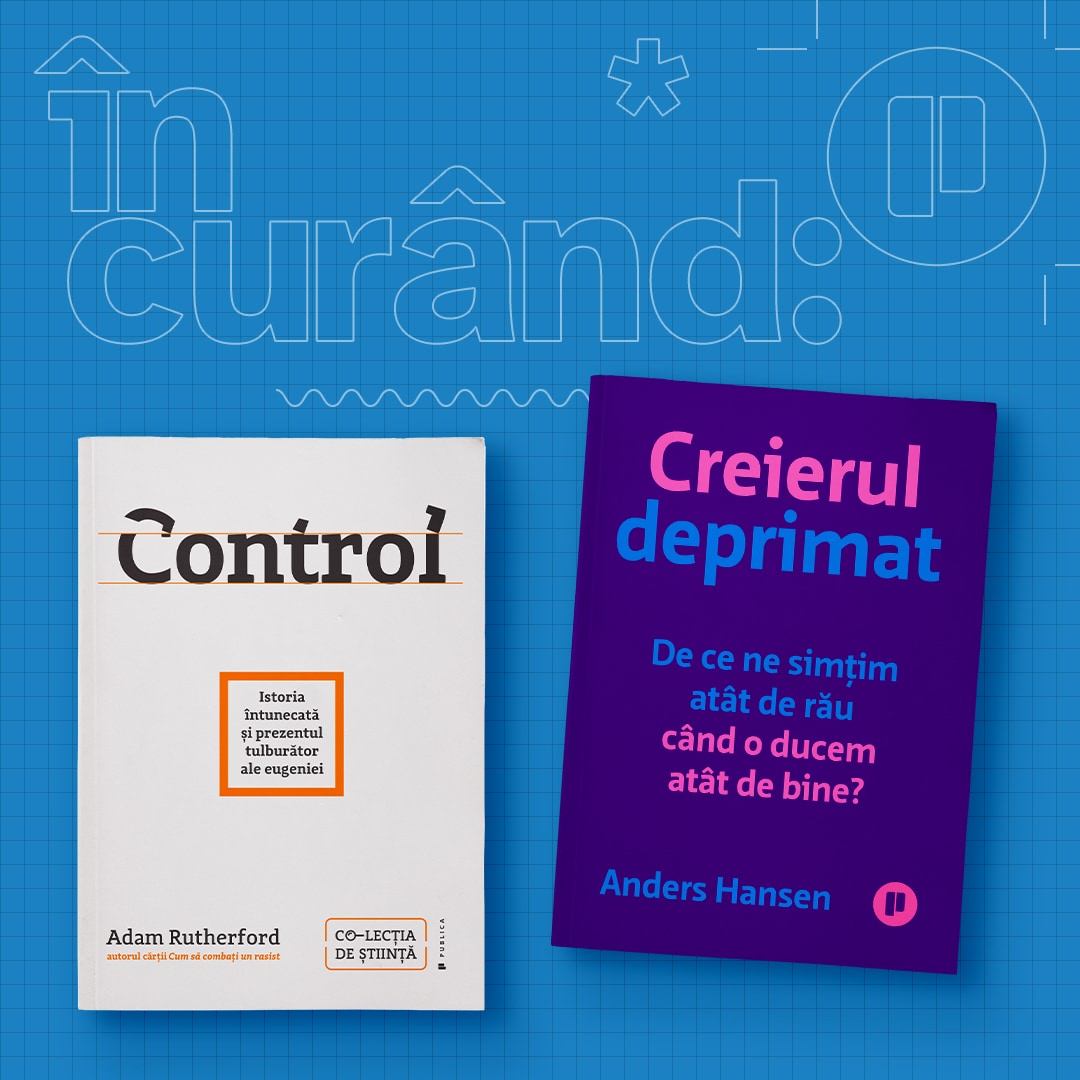 în
*
curând:
Control
Istoria
întunecată
și prezentul
tulburător
ale eugeniei
Adam Rutherford
autorul cărții Cum să combați un rasist
CO-LECȚIA
DE ȘTIINȚĂ
PUBLICA
Creierul
deprimat
De ce ne simțim
atât de rău
când o ducem
atât de bine?
Anders Hansen